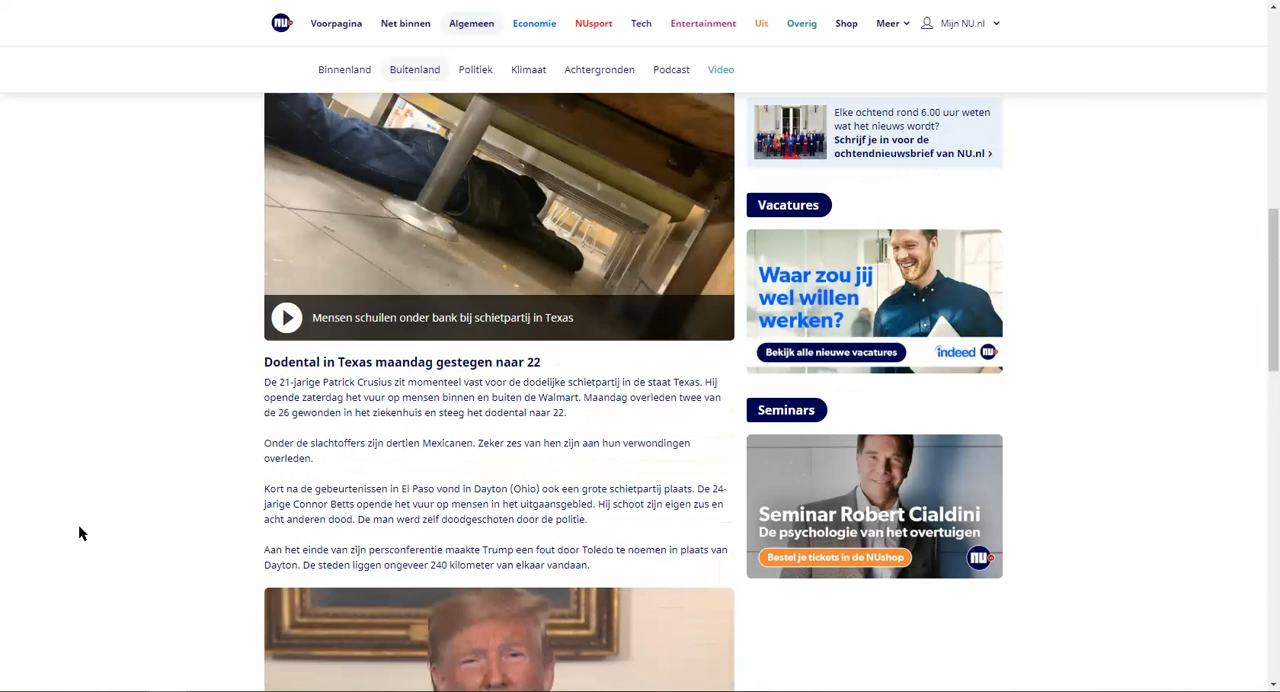 NU
Voorpagina Net binnen Algemeen Economie NUsport Tech Entertainment Uit Overig Shop Meer Mijn NU.nl
Binnenland Buitenland Politiek Klimaat Achtergronden Podcast Video
Mensen schuilen onder bank bij schietpartij in Texas
Dodental in Texas maandag gestegen naar 22
De 21-jarige Patrick Crusius zit momenteel vast voor de dodelijke schietpartij in de staat Texas. Hij
opende zaterdag het vuur op mensen binnen en buiten de Walmart. Maandag overleden twee van
de 26 gewonden in het ziekenhuis en steeg het dodental naar 22.
Onder de slachtoffers zijn dertien Mexicanen. Zeker zes van hen zijn aan hun verwondingen
overleden.
Kort na de gebeurtenissen in El Paso vond in Dayton (Ohio) ook een grote schietpartij plaats. De 24-
jarige Connor Betts opende het vuur op mensen in het uitgaansgebied. Hij schoot zijn eigen zus en
acht anderen dood. De man werd zelf doodgeschoten door de politie.
Aan het einde van zijn persconferentie maakte Trump een fout door Toledo te noemen in plaats van
Dayton. De steden liggen ongeveer 240 kilometer van elkaar vandaan.
Elke ochtend rond 6.00 uur weten
wat het nieuws wordt?
Schrijf je in voor de
ochtendnieuwsbrief van NU.nl ›
Vacatures
Waar zou jij
wel willen
werken?
Bekijk alle nieuwe vacatures indeed NU
Seminars
Seminar Robert Cialdini
De psychologie van het overtuigen
Bestel je tickets in de NUshop NU